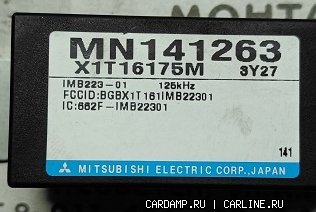 MN141263
X1T16175M 3Y27
IMB223-01 125kHz
FCCID:BGBX1T161IMB22301
IC:662F-IMB22301
141
MITSUBISHI ELECTRIC CORP., JAPAN
CARDAMP.RU | CARLINE.RU